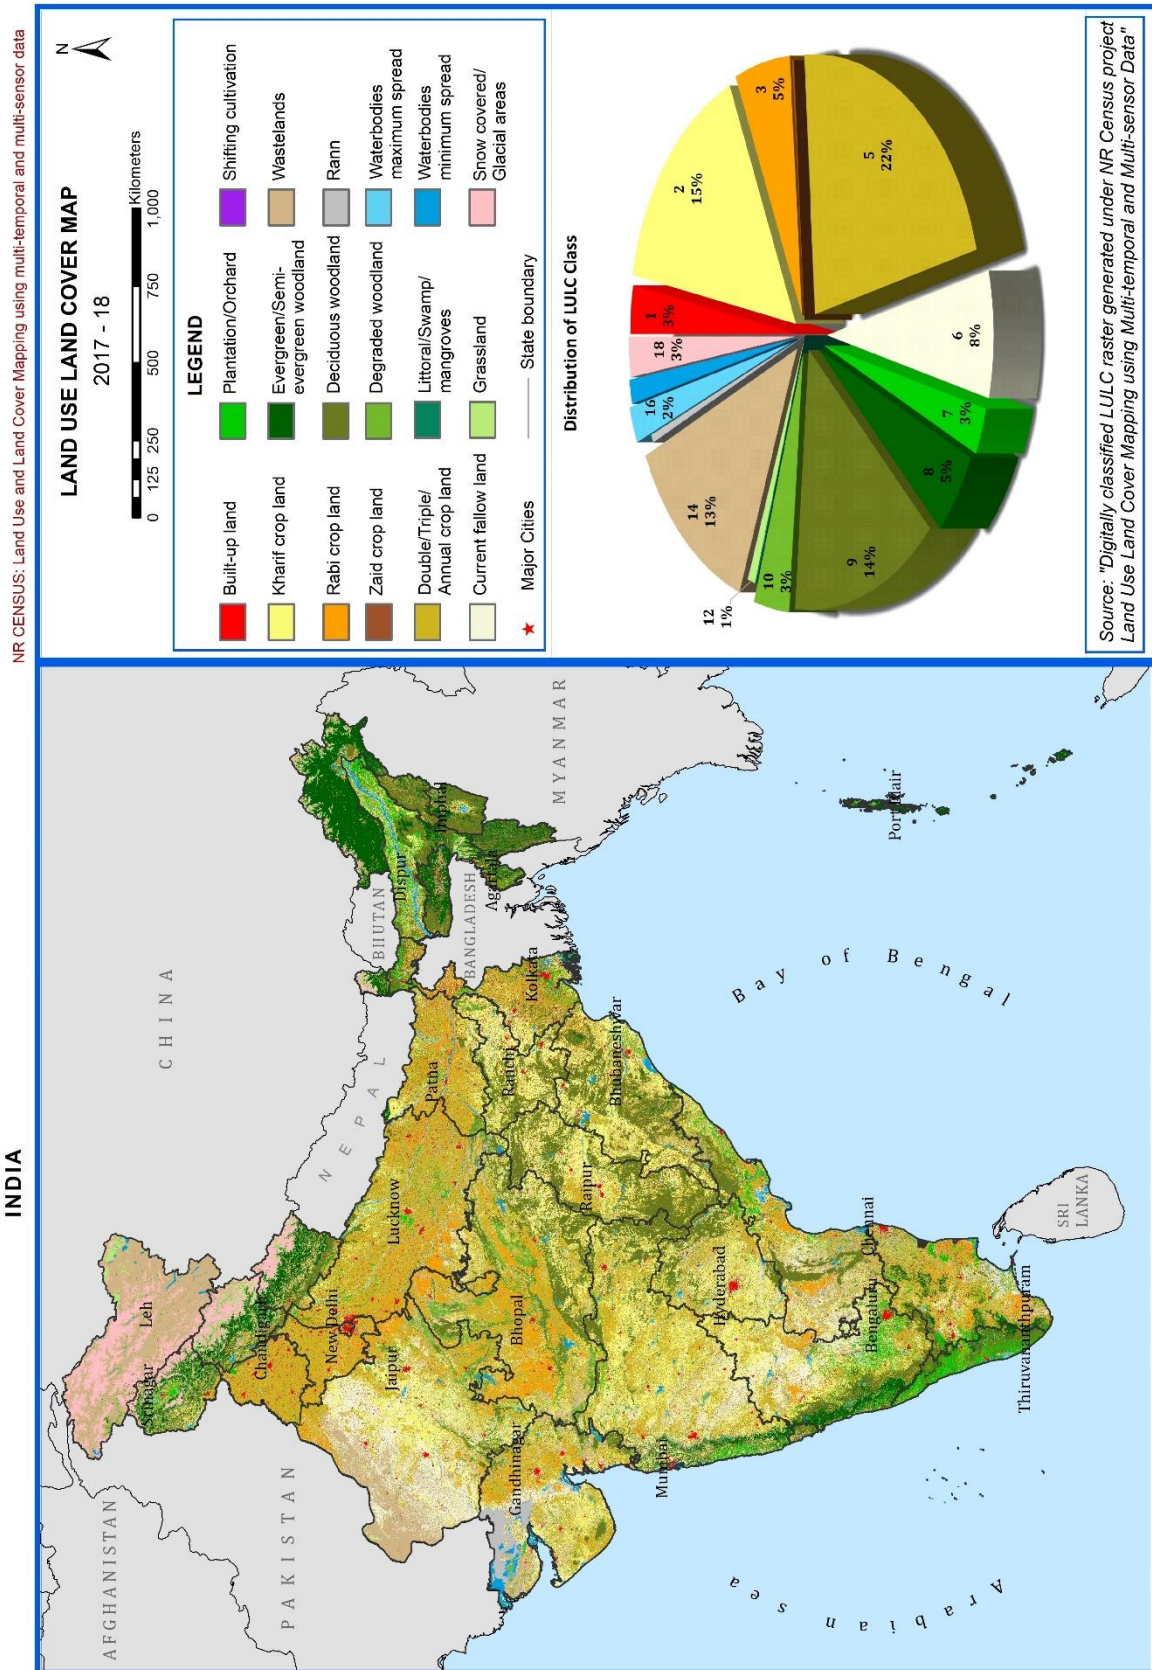 INDIA
NR CENSUS: Land Use and Land Cover Mapping using multi-temporal and multi-sensor data
CHINA
AFGHANISTAN
PAKISTAN
NEPAL
BHUTAN
BANGLADESH
MYANMAR
SRI
LANKA
Leh
Srinagar
Chandigarh
New Delhi
Jaipur
Lucknow
Patna
Dispur
Imphal
Agartala
Gandhinagar
Bhopal
Ranchi
Kolkata
Raipur
Bhubaneshwar
Mumbai
Hyderabad
Bengaluru
Chennai
Thiruvananthpuram
Port Blair
Arabian sea
Bay of Bengal
LAND USE LAND COVER MAP
2017 - 18
N
0 125 250 500 750 1,000
Kilometers
LEGEND
Built-up land
Kharif crop land
Rabi crop land
Zaid crop land
Double/Triple/
Annual crop land
Current fallow land
Major Cities
Plantation/Orchard
Evergreen/Semi-
evergreen woodland
Deciduous woodland
Degraded woodland
Littoral/Swamp/
mangroves
Grassland
State boundary
Shifting cultivation
Wastelands
Rann
Waterbodies
maximum spread
Waterbodies
minimum spread
Snow covered/
Glacial areas
Distribution of LULC Class
1
3%
2
15%
3
5%
5
22%
6
8%
7
3%
8
5%
9
14%
10
3%
12
1%
14
13%
16
2%
18
3%
Source: "Digitally classified LULC raster generated under NR Census project
Land Use Land Cover Mapping using Multi-temporal and Multi-sensor Data"